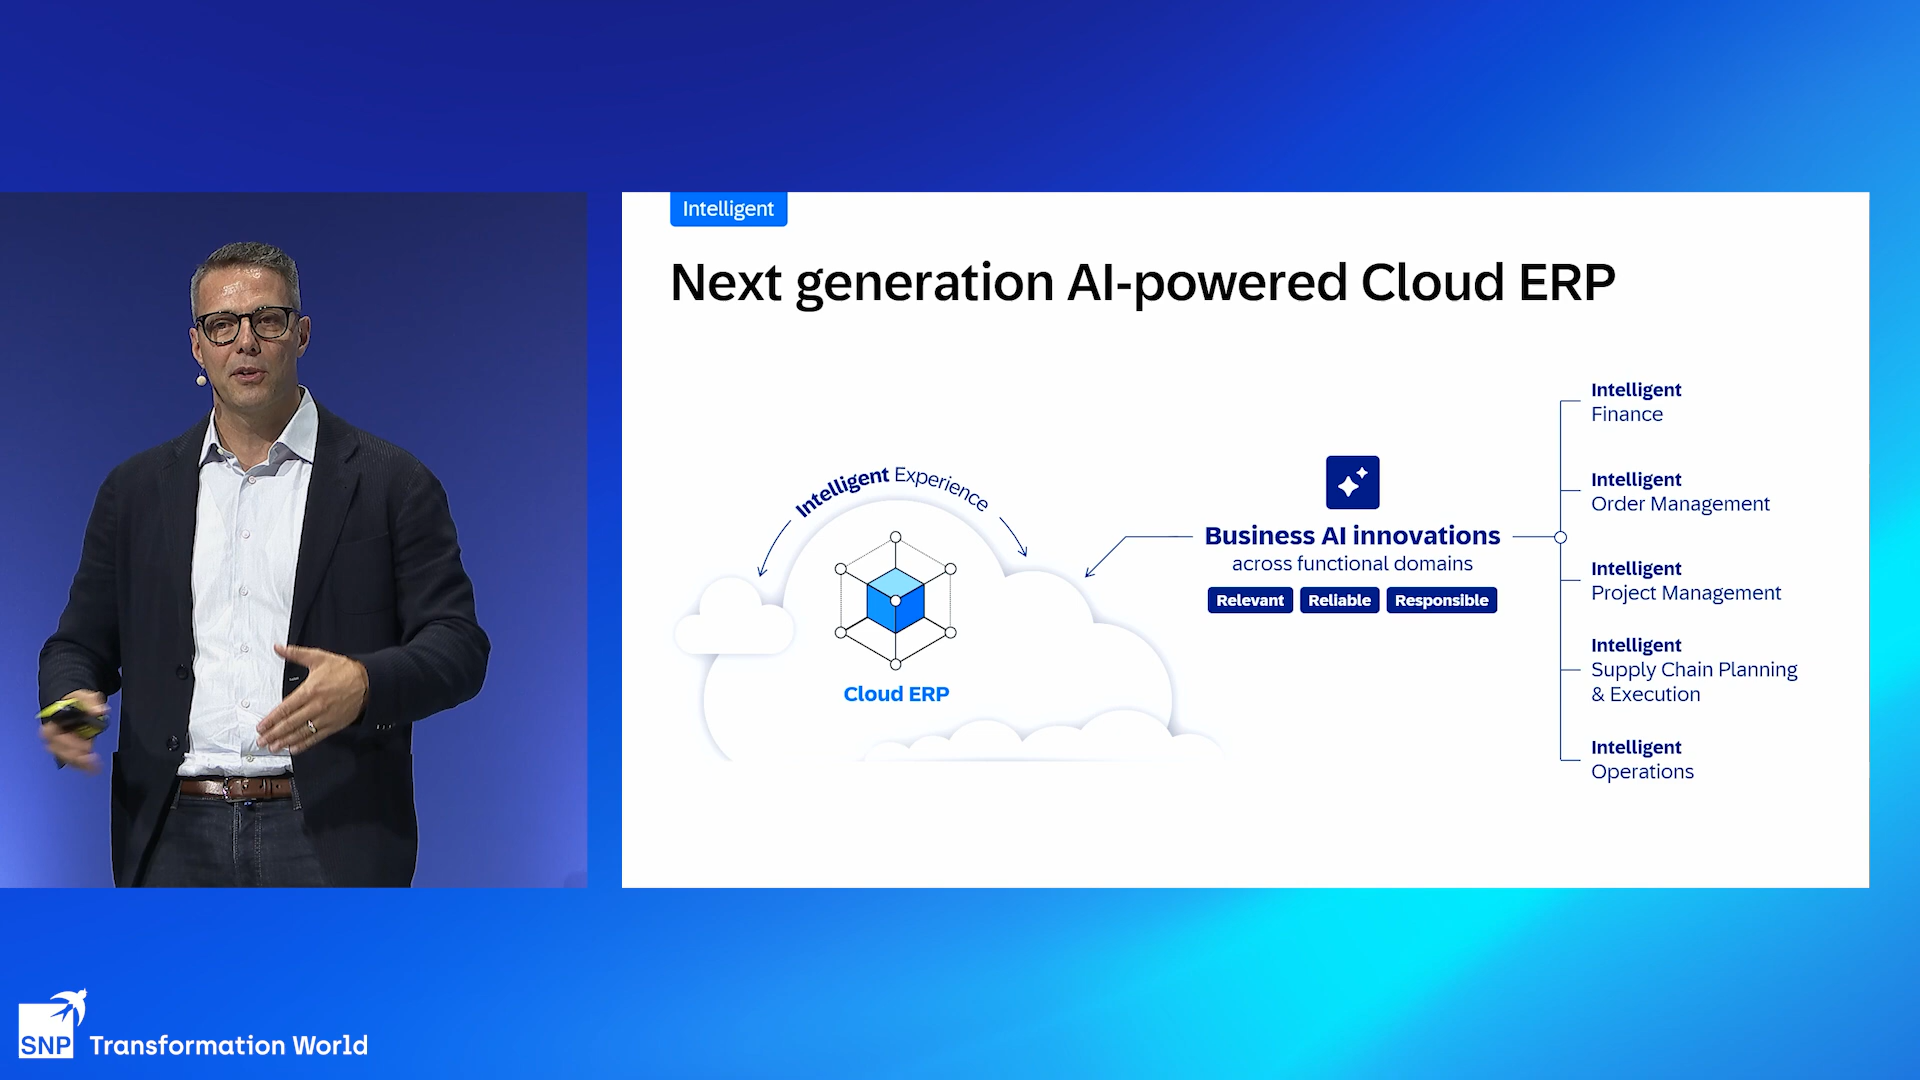 Intelligent
Next generation AI-powered Cloud ERP
Intelligent Experience
Cloud ERP
Business AI innovations
across functional domains
Relevant Reliable Responsible
Intelligent
Finance
Intelligent
Order Management
Intelligent
Project Management
Intelligent
Supply Chain Planning
& Execution
Intelligent
Operations
SNP Transformation World